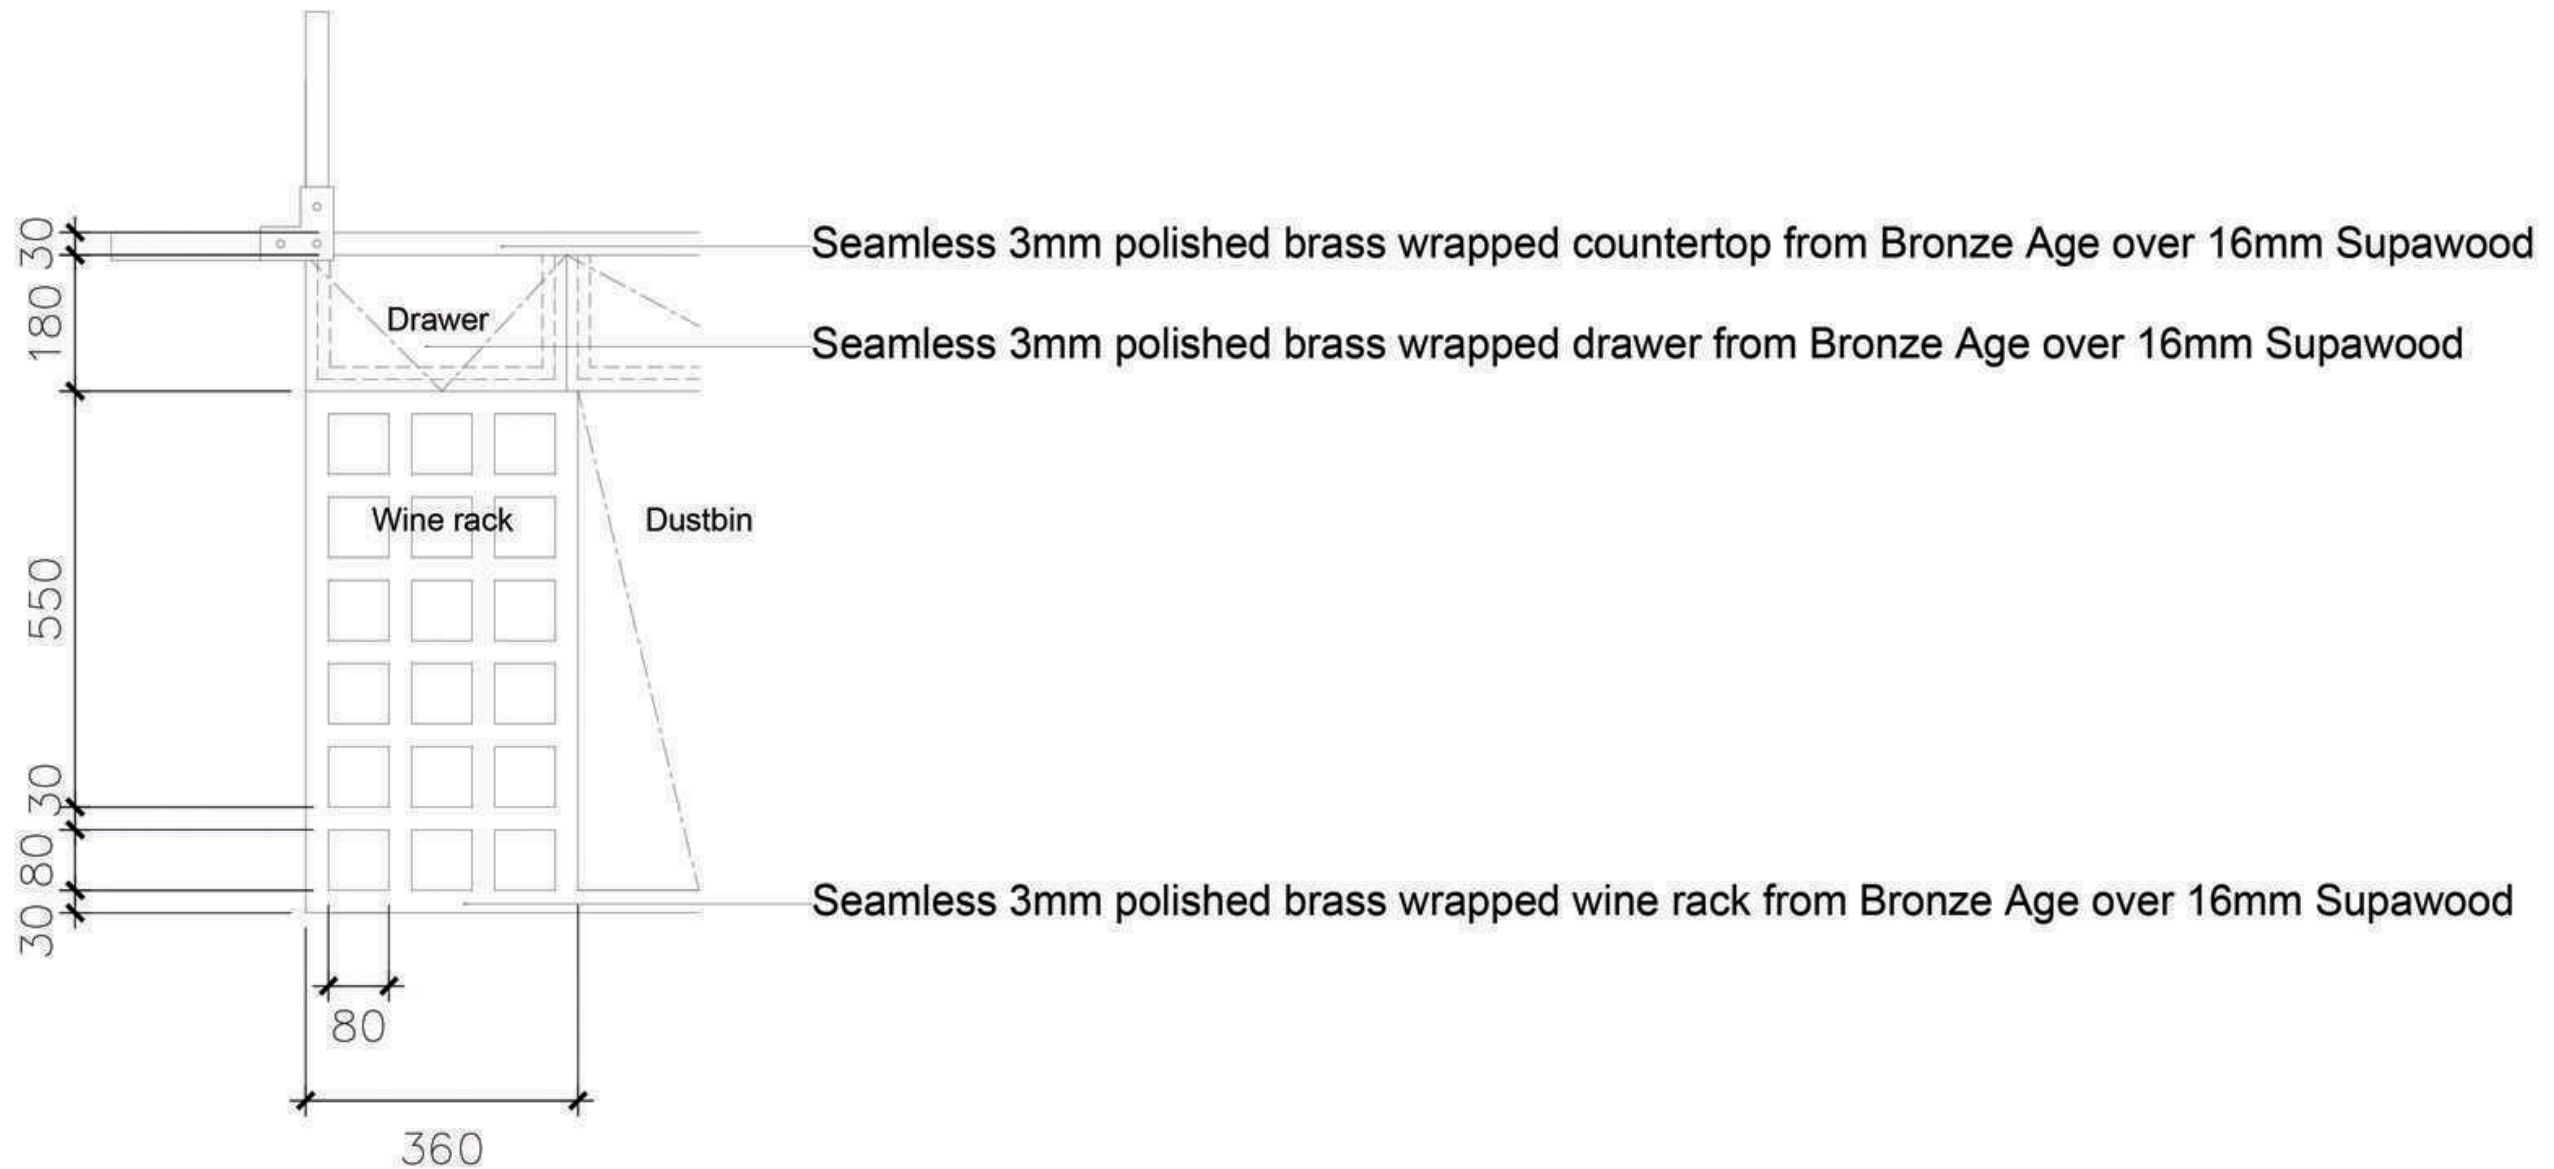 30
Seamless 3mm polished brass wrapped countertop from Bronze Age over 16mm Supawood
180
Drawer
Seamless 3mm polished brass wrapped drawer from Bronze Age over 16mm Supawood
550
Wine rack
Dustbin
30
80
30
Seamless 3mm polished brass wrapped wine rack from Bronze Age over 16mm Supawood
80
360